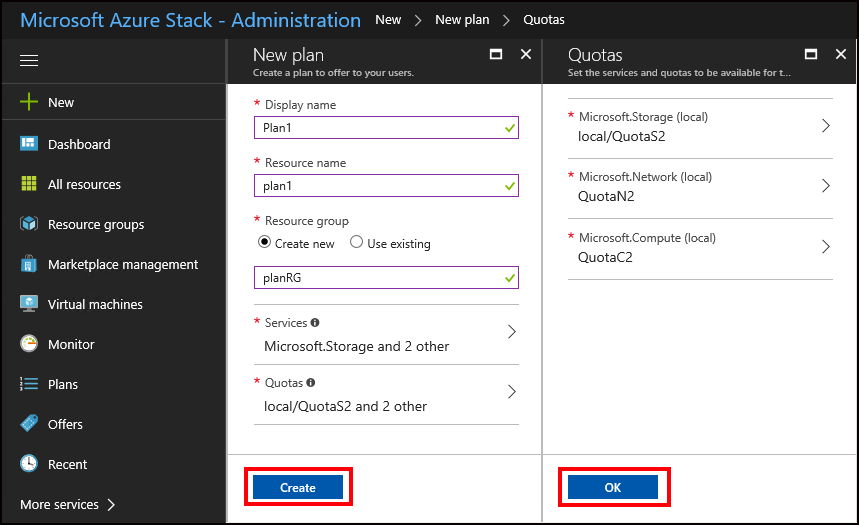 Microsoft Azure Stack - Administration New > New plan > Quotas
New
Dashboard
All resources
Resource groups
Marketplace management
Virtual machines
Monitor
Plans
Offers
Recent
More services >
New plan
Create a plan to offer to your users.
* Display name
Plan1
* Resource name
plan1
* Resource group
Create new Use existing
planRG
* Services
Microsoft.Storage and 2 other
* Quotas
local/QuotaS2 and 2 other
Create
Quotas
Set the services and quotas to be available for t...
* Microsoft.Storage (local)
local/QuotaS2
* Microsoft.Network (local)
QuotaN2
* Microsoft.Compute (local)
QuotaC2
OK